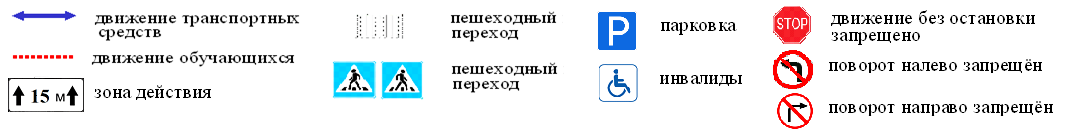 движение транспортных
средств
движение обучающихся
15 м
зона действия
пешеходный
переход
пешеходный
переход
P
парковка
инвалиды
STOP
движение без остановки
запрещено
поворот налево запрещён
поворот направо запрещён